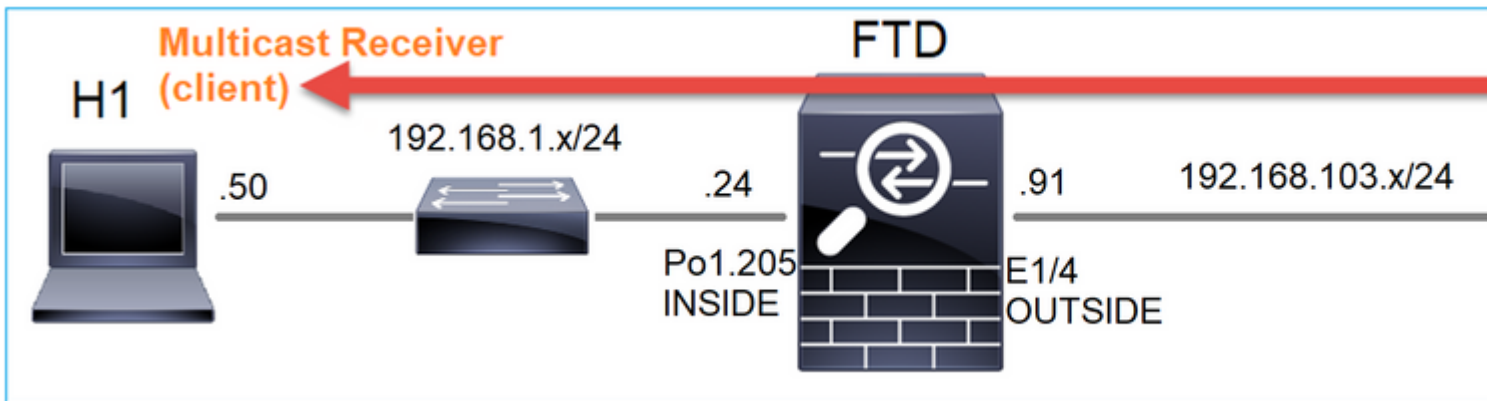 Multicast Receiver
(client)
H1
FTD
192.168.1.x/24
.50
.24
.91
192.168.103.x/24
Po1.205
INSIDE
E1/4
OUTSIDE